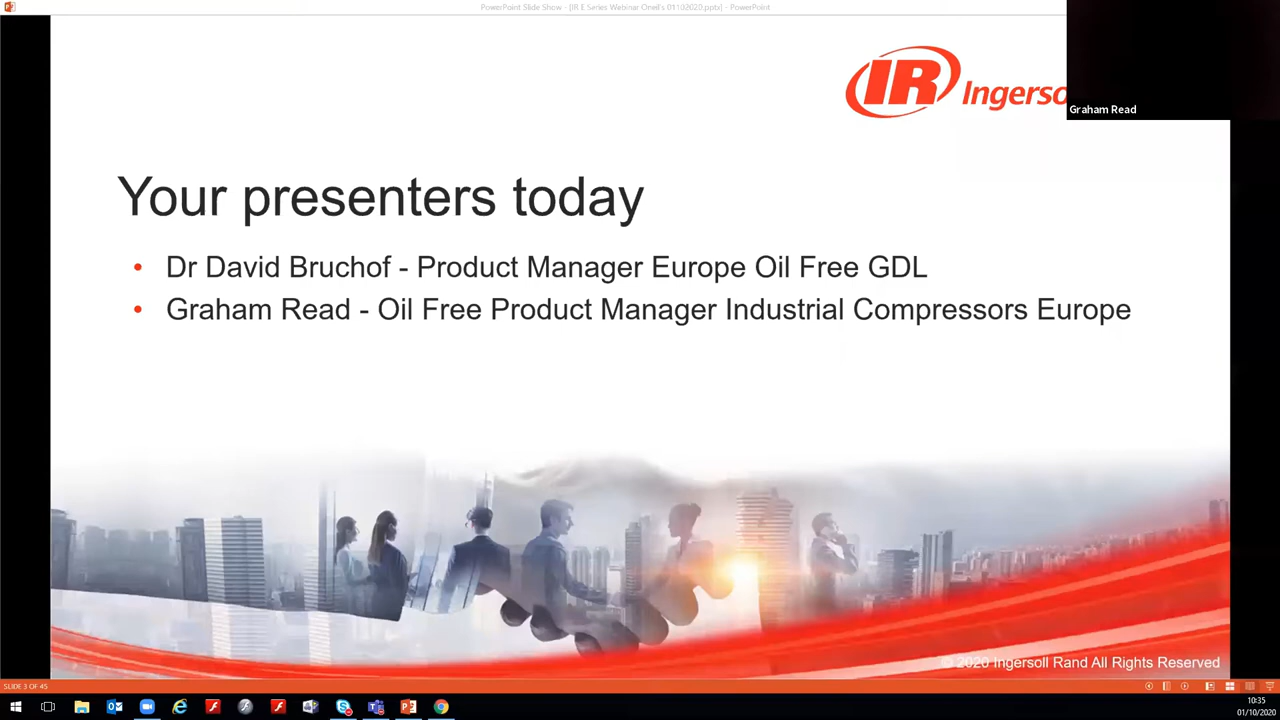 PowerPoint Slide Show - [IR E Series Webinar Oneil's 01102020.pptx] - PowerPoint
IR Ingerso
Graham Read
Your presenters today
• Dr David Bruchof - Product Manager Europe Oil Free GDL
• Graham Read - Oil Free Product Manager Industrial Compressors Europe
© 2020 Ingersoll Rand All Rights Reserved
SLIDE 3 OF 45
10:35
01/10/2020